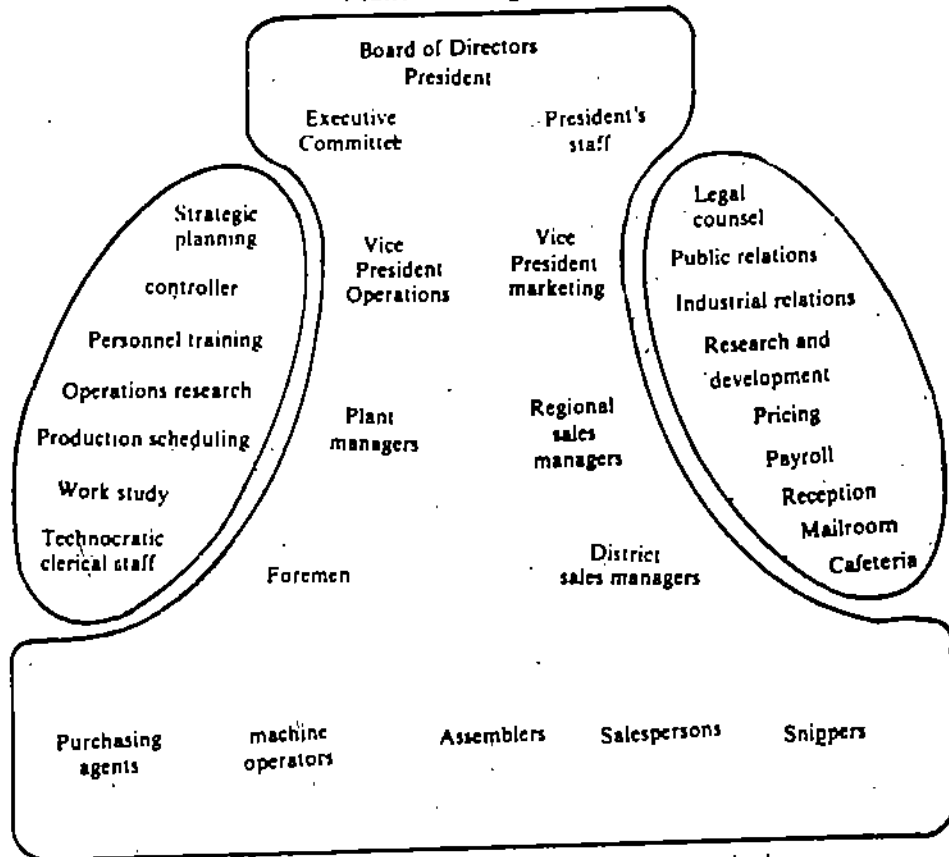 Board of Directors
President
Executive
Committee
President's
staff
Strategic
planning
controller
Personnel training
Operations research
Production scheduling
Work study
Technocratic
clerical staff
Vice
President
Operations
Vice
President
marketing
Plant
managers
Regional
sales
managers
Foremen
District
sales managers
Legal
counsel
Public relations
Industrial relations
Research and
development
Pricing
Payroll
Reception
Mailroom
Cafeteria
Purchasing
agents
machine
operators
Assemblers
Salespersons
Snippers